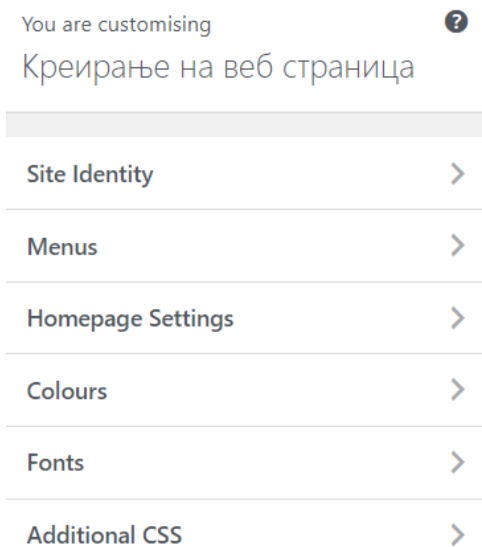 You are customising
Креирање на веб страница
Site Identity
Menus
Homepage Settings
Colours
Fonts
Additional CSS